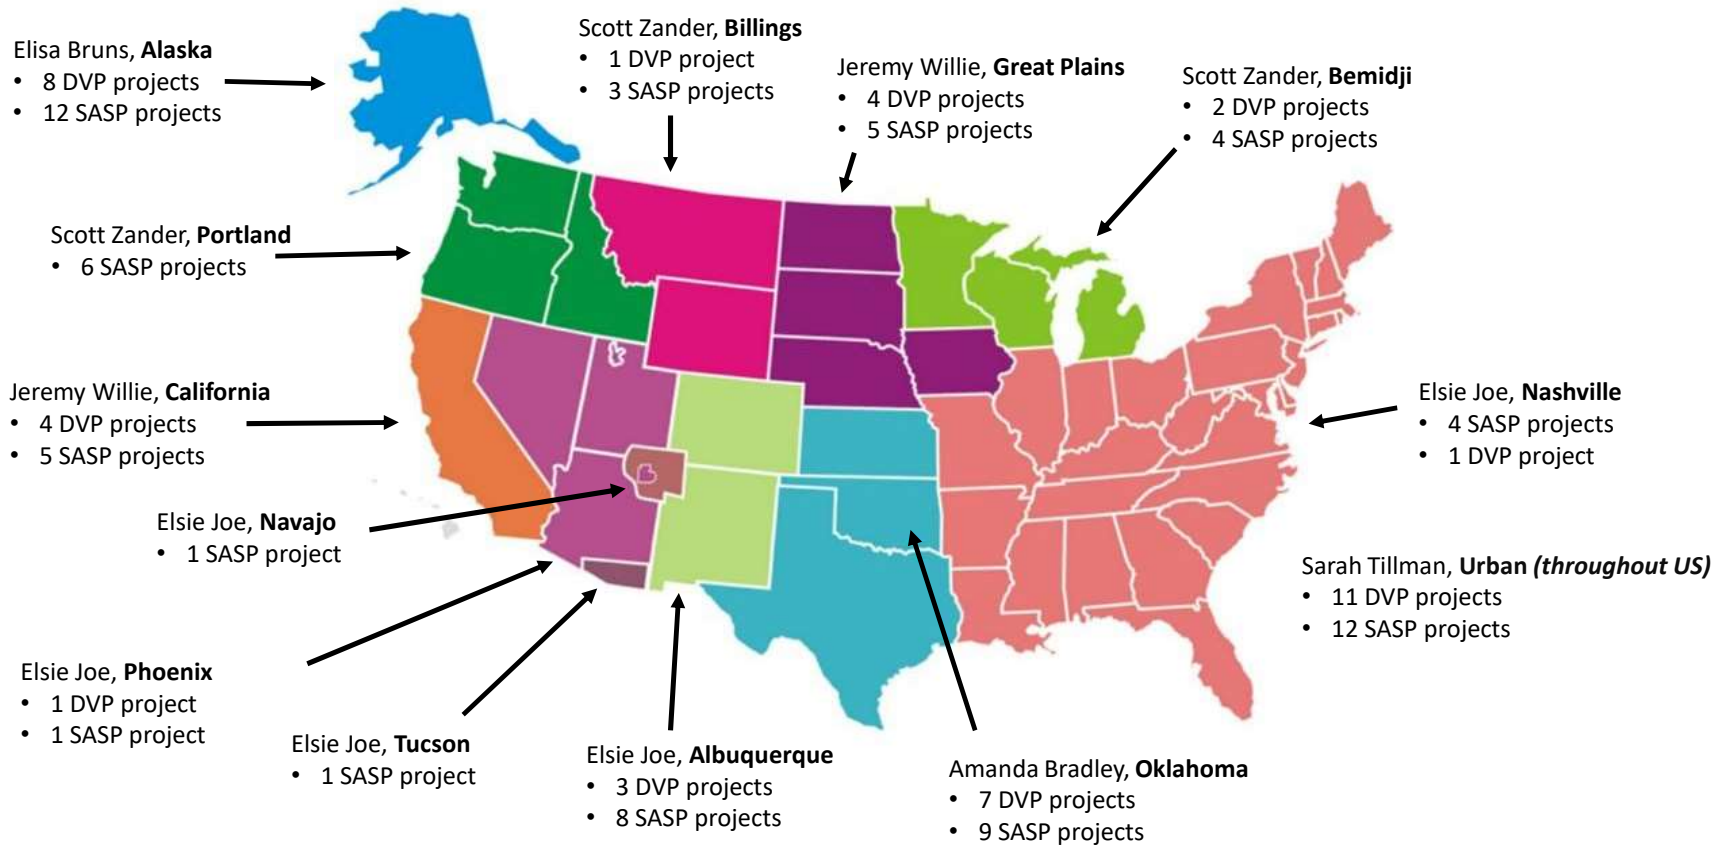 Elisa Bruns, Alaska
• 8 DVP projects
• 12 SASP projects
Scott Zander, Billings
• 1 DVP project
• 3 SASP projects
Jeremy Willie, Great Plains
• 4 DVP projects
• 5 SASP projects
Scott Zander, Bemidji
• 2 DVP projects
• 4 SASP projects
Scott Zander, Portland
• 6 SASP projects
Jeremy Willie, California
• 4 DVP projects
• 5 SASP projects
Elsie Joe, Nashville
• 4 SASP projects
• 1 DVP project
Elsie Joe, Navajo
• 1 SASP project
Sarah Tillman, Urban (throughout US)
• 11 DVP projects
• 12 SASP projects
Elsie Joe, Phoenix
• 1 DVP project
• 1 SASP project
Elsie Joe, Tucson
• 1 SASP project
Elsie Joe, Albuquerque
• 3 DVP projects
• 8 SASP projects
Amanda Bradley, Oklahoma
• 7 DVP projects
• 9 SASP projects